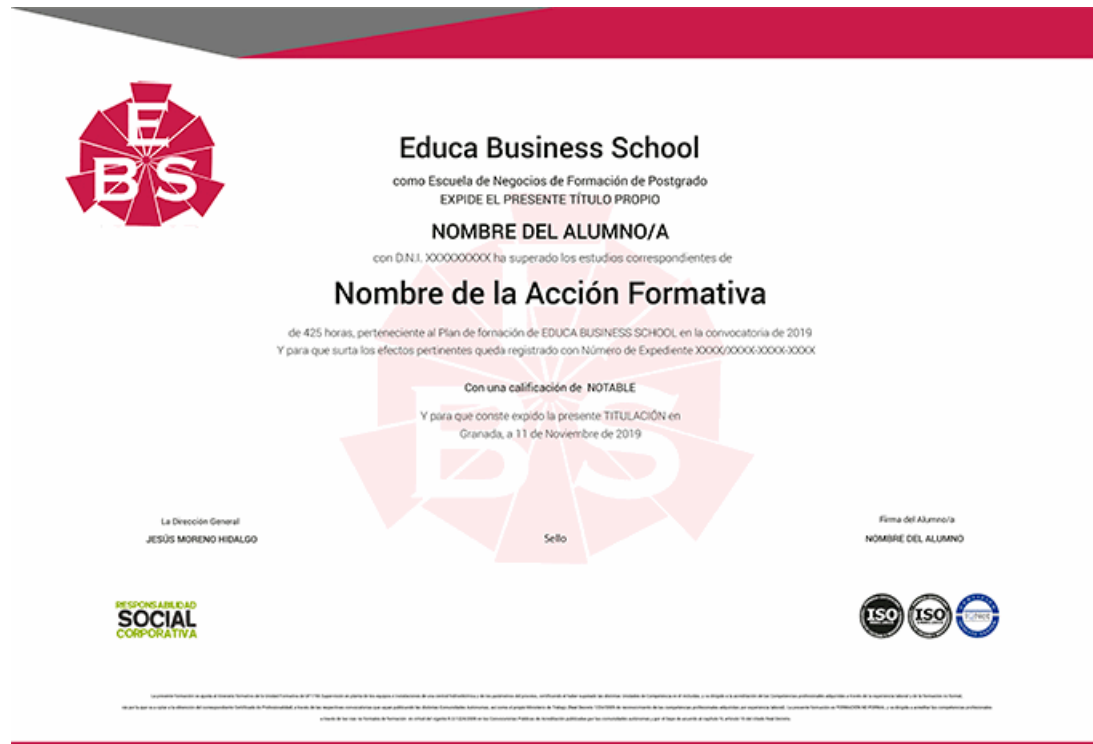 E
BS
Educa Business School
como Escuela de Negocios de Formación de Postgrado
EXPIDE EL PRESENTE TÍTULO PROPIO
NOMBRE DEL ALUMNO/A
con D.N.I. XXXXXXXXX ha superado los estudios correspondientes de
Nombre de la Acción Formativa
de 425 horas, perteneciente al Plan de formación de EDUCA BUSINESS SCHOOL en la convocatoria de 2019
Y para que surta los efectos pertinentes queda registrado con Número de Expediente XXXX/XXXX-XXXX-XXXX
Con una calificación de NOTABLE
Y para que conste expido la presente TITULACIÓN en
Granada, a 11 de Noviembre de 2019
La Dirección General
JESÚS MORENO HIDALGO
Sello
Firma del Alumno/a
NOMBRE DEL ALUMNO
RESPONSABILIDAD
SOCIAL
CORPORATIVA
ISO
ISO
IQNet